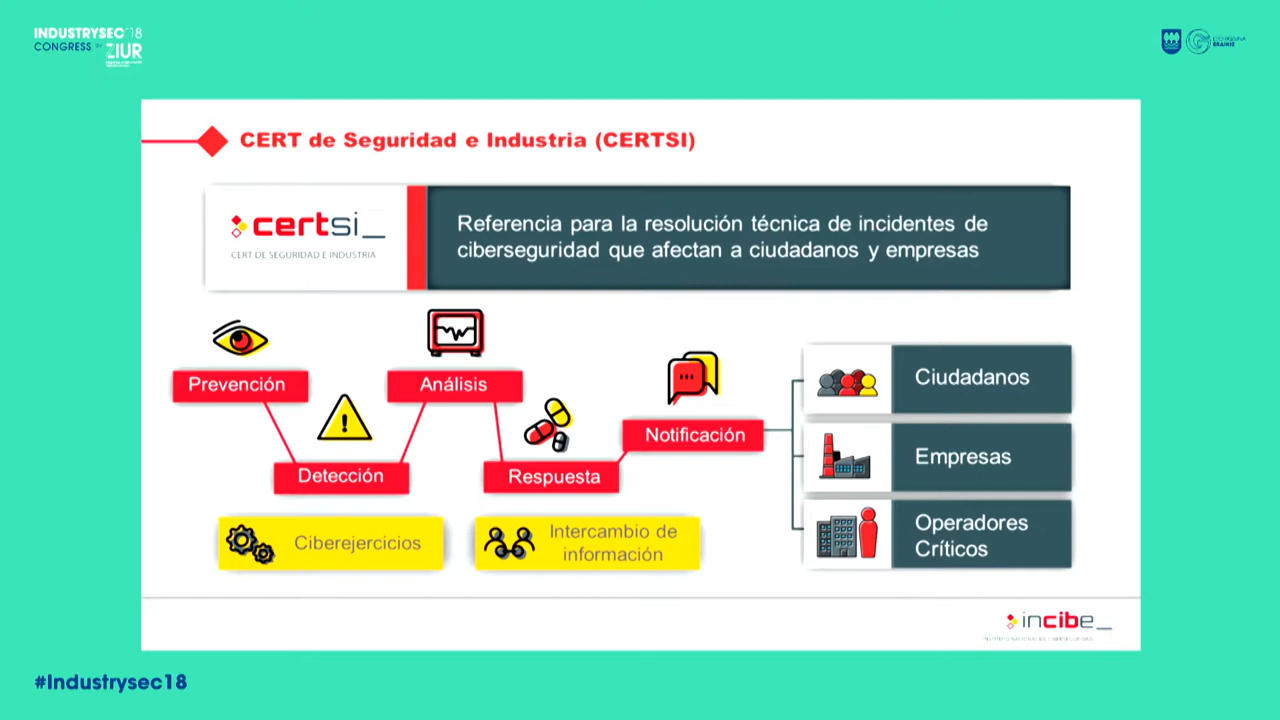 INDUSTRYSEC'18
CONGRESS BY ZIUR
CERT de Seguridad e Industria (CERTSI)
certsi_
CERT DE SEGURIDAD E INDUSTRIA
Referencia para la resolución técnica de incidentes de
ciberseguridad que afectan a ciudadanos y empresas
Prevención
Análisis
Detección
Respuesta
Notificación
Ciudadanos
Empresas
Operadores
Críticos
Ciberejercicios
Intercambio de
información
incibe_
INSTITUTO NACIONAL DE CIBERSEGURIDAD
#Industrysec18